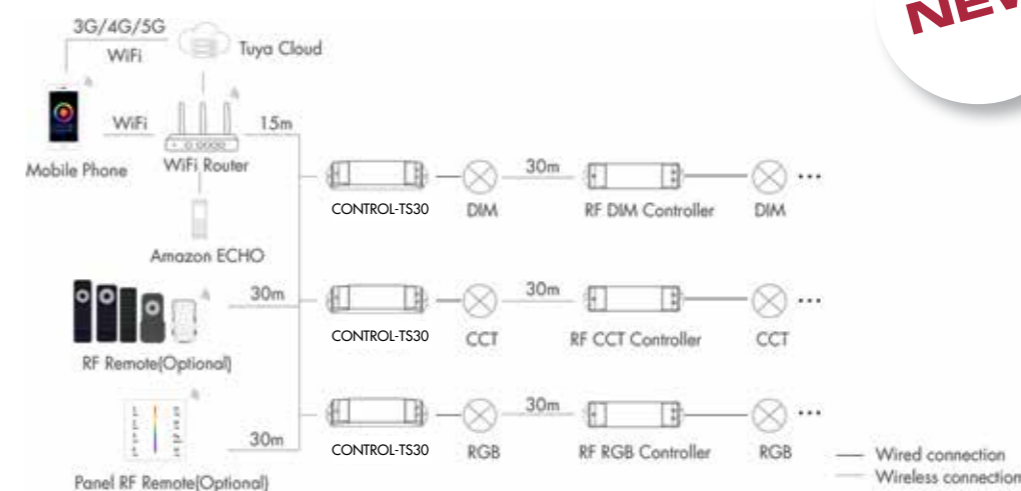 NEW
3G/4G/5G
WiFi
Tuya Cloud
WiFi
15m
Mobile Phone
WiFi Router
30m
CONTROL-TS30
DIM
RF DIM Controller
DIM
...
Amazon ECHO
30m
30m
CONTROL-TS30
CCT
RF CCT Controller
CCT
...
RF Remote(Optional)
30m
30m
CONTROL-TS30
RGB
RF RGB Controller
RGB
...
Panel RF Remote(Optional)
Wired connection
Wireless connection